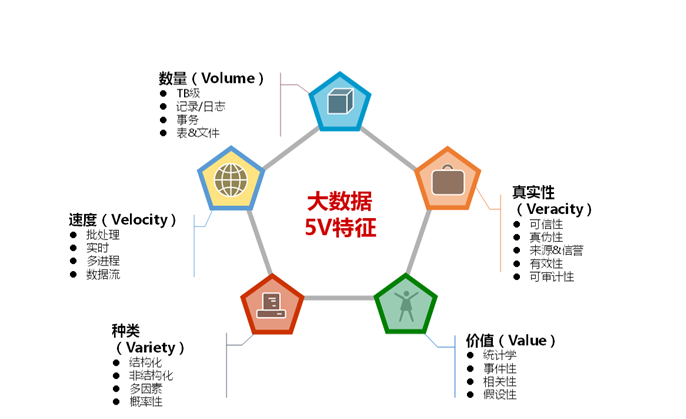 数量（Volume）
● TB级
● 记录/日志
● 事务
● 表&文件
大数据
5V特征
真实性
（Veracity）
● 可信性
● 真伪性
● 来源&信誉
● 有效性
● 可审计性
速度（Velocity）
● 批处理
● 实时
● 多进程
● 数据流
种类
（Variety）
● 结构化
● 非结构化
● 多因素
● 概率性
价值（Value）
● 统计学
● 事件性
● 相关性
● 假设性